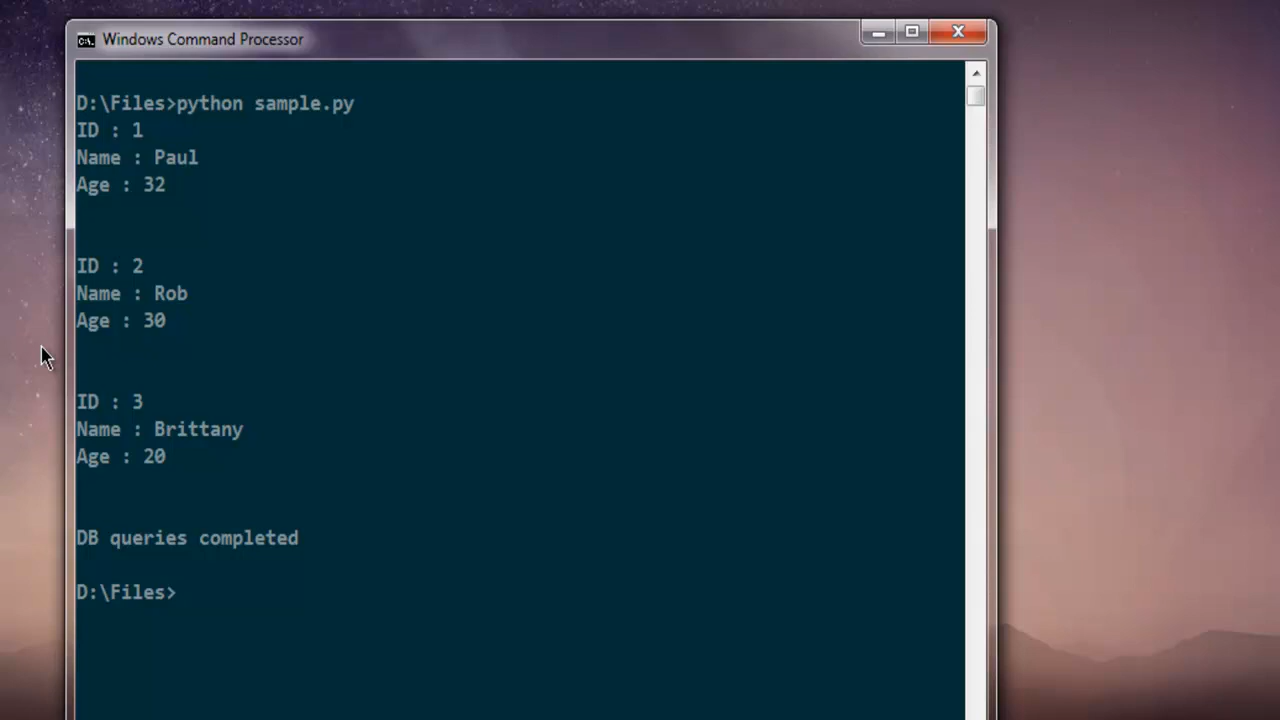 Windows Command Processor
D:\Files>python sample.py
ID : 1
Name : Paul
Age : 32
ID : 2
Name : Rob
Age : 30
ID : 3
Name : Brittany
Age : 20
DB queries completed
D:\Files>